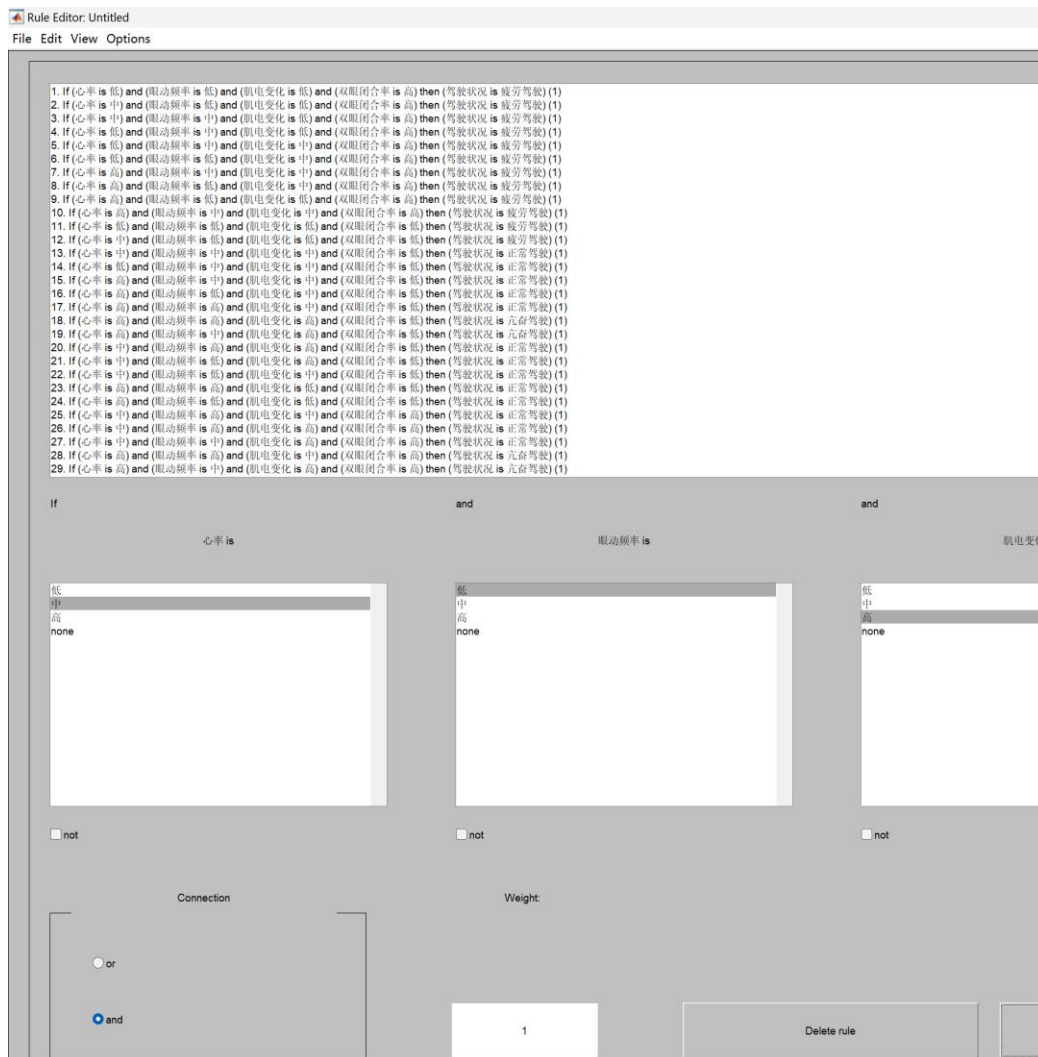 Rule Editor: Untitled
File Edit View Options
1. If (心率 is 低) and (眼动频率 is 低) and (肌电变化 is 低) and (双眼闭合率 is 高) then (驾驶状况 is 疲劳驾驶) (1)
2. If (心率 is 中) and (眼动频率 is 低) and (肌电变化 is 低) and (双眼闭合率 is 高) then (驾驶状况 is 疲劳驾驶) (1)
3. If (心率 is 中) and (眼动频率 is 中) and (肌电变化 is 低) and (双眼闭合率 is 高) then (驾驶状况 is 疲劳驾驶) (1)
4. If (心率 is 低) and (眼动频率 is 中) and (肌电变化 is 低) and (双眼闭合率 is 高) then (驾驶状况 is 疲劳驾驶) (1)
5. If (心率 is 低) and (眼动频率 is 中) and (肌电变化 is 中) and (双眼闭合率 is 高) then (驾驶状况 is 疲劳驾驶) (1)
6. If (心率 is 低) and (眼动频率 is 低) and (肌电变化 is 中) and (双眼闭合率 is 高) then (驾驶状况 is 疲劳驾驶) (1)
7. If (心率 is 高) and (眼动频率 is 中) and (肌电变化 is 中) and (双眼闭合率 is 高) then (驾驶状况 is 疲劳驾驶) (1)
8. If (心率 is 高) and (眼动频率 is 低) and (肌电变化 is 中) and (双眼闭合率 is 高) then (驾驶状况 is 疲劳驾驶) (1)
9. If (心率 is 高) and (眼动频率 is 低) and (肌电变化 is 低) and (双眼闭合率 is 高) then (驾驶状况 is 疲劳驾驶) (1)
10. If (心率 is 高) and (眼动频率 is 中) and (肌电变化 is 中) and (双眼闭合率 is 高) then (驾驶状况 is 疲劳驾驶) (1)
11. If (心率 is 低) and (眼动频率 is 低) and (肌电变化 is 低) and (双眼闭合率 is 低) then (驾驶状况 is 疲劳驾驶) (1)
12. If (心率 is 中) and (眼动频率 is 低) and (肌电变化 is 低) and (双眼闭合率 is 低) then (驾驶状况 is 疲劳驾驶) (1)
13. If (心率 is 中) and (眼动频率 is 中) and (肌电变化 is 中) and (双眼闭合率 is 低) then (驾驶状况 is 正常驾驶) (1)
14. If (心率 is 低) and (眼动频率 is 中) and (肌电变化 is 中) and (双眼闭合率 is 低) then (驾驶状况 is 正常驾驶) (1)
15. If (心率 is 高) and (眼动频率 is 中) and (肌电变化 is 中) and (双眼闭合率 is 低) then (驾驶状况 is 正常驾驶) (1)
16. If (心率 is 高) and (眼动频率 is 低) and (肌电变化 is 中) and (双眼闭合率 is 低) then (驾驶状况 is 正常驾驶) (1)
17. If (心率 is 高) and (眼动频率 is 高) and (肌电变化 is 中) and (双眼闭合率 is 低) then (驾驶状况 is 正常驾驶) (1)
18. If (心率 is 高) and (眼动频率 is 高) and (肌电变化 is 高) and (双眼闭合率 is 低) then (驾驶状况 is 亢奋驾驶) (1)
19. If (心率 is 高) and (眼动频率 is 中) and (肌电变化 is 高) and (双眼闭合率 is 低) then (驾驶状况 is 亢奋驾驶) (1)
20. If (心率 is 中) and (眼动频率 is 高) and (肌电变化 is 高) and (双眼闭合率 is 低) then (驾驶状况 is 正常驾驶) (1)
21. If (心率 is 中) and (眼动频率 is 低) and (肌电变化 is 高) and (双眼闭合率 is 低) then (驾驶状况 is 正常驾驶) (1)
22. If (心率 is 中) and (眼动频率 is 低) and (肌电变化 is 中) and (双眼闭合率 is 低) then (驾驶状况 is 正常驾驶) (1)
23. If (心率 is 高) and (眼动频率 is 高) and (肌电变化 is 低) and (双眼闭合率 is 低) then (驾驶状况 is 正常驾驶) (1)
24. If (心率 is 高) and (眼动频率 is 低) and (肌电变化 is 低) and (双眼闭合率 is 低) then (驾驶状况 is 正常驾驶) (1)
25. If (心率 is 中) and (眼动频率 is 高) and (肌电变化 is 中) and (双眼闭合率 is 高) then (驾驶状况 is 正常驾驶) (1)
26. If (心率 is 中) and (眼动频率 is 高) and (肌电变化 is 高) and (双眼闭合率 is 高) then (驾驶状况 is 正常驾驶) (1)
27. If (心率 is 中) and (眼动频率 is 中) and (肌电变化 is 高) and (双眼闭合率 is 高) then (驾驶状况 is 正常驾驶) (1)
28. If (心率 is 高) and (眼动频率 is 高) and (肌电变化 is 中) and (双眼闭合率 is 高) then (驾驶状况 is 亢奋驾驶) (1)
29. If (心率 is 高) and (眼动频率 is 中) and (肌电变化 is 高) and (双眼闭合率 is 高) then (驾驶状况 is 亢奋驾驶) (1)
If and and
心率 is 眼动频率 is 肌电变
低 低 低
中 中 中
高 高 高
none none none
not not not
Connection Weight:
or
and 1 Delete rule